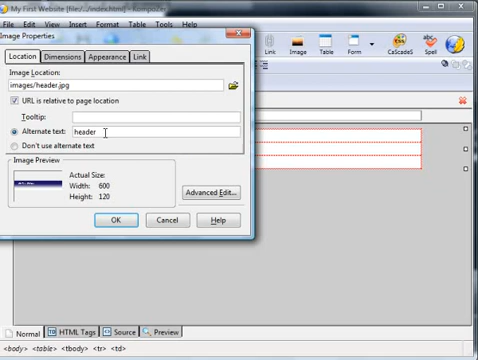 My First Website [file:/.../index.html] - KompoZer
File Edit View Insert Format Table Tools Help
Image Properties
Link Image Table Form CaScadeS Spell
Location Dimensions Appearance Link
Image Location:
images/header.jpg
URL is relative to page location
Tooltip:
Alternate text: header
Don't use alternate text
Image Preview
Actual Size:
Width: 600
Height: 120
Advanced Edit...
OK Cancel Help
Normal HTML Tags Source Preview
<body> <table> <tbody> <tr> <td>